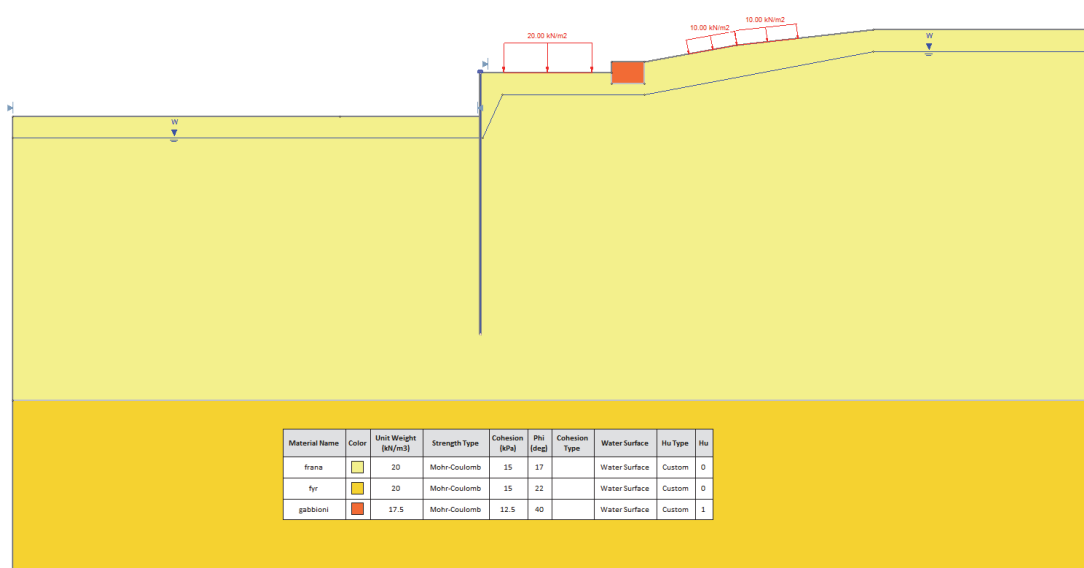 10.00 kN/m2
10.00 kN/m2
20.00 kN/m2
W
W
Material Name Color Unit Weight (kN/m3) Strength Type Cohesion (kPa) Phi (deg) Cohesion Type Water Surface Hu Type Hu
frana 20 Mohr-Coulomb 15 17 Water Surface Custom 0
fyr 20 Mohr-Coulomb 15 22 Water Surface Custom 0
gabbioni 17.5 Mohr-Coulomb 12.5 40 Water Surface Custom 1